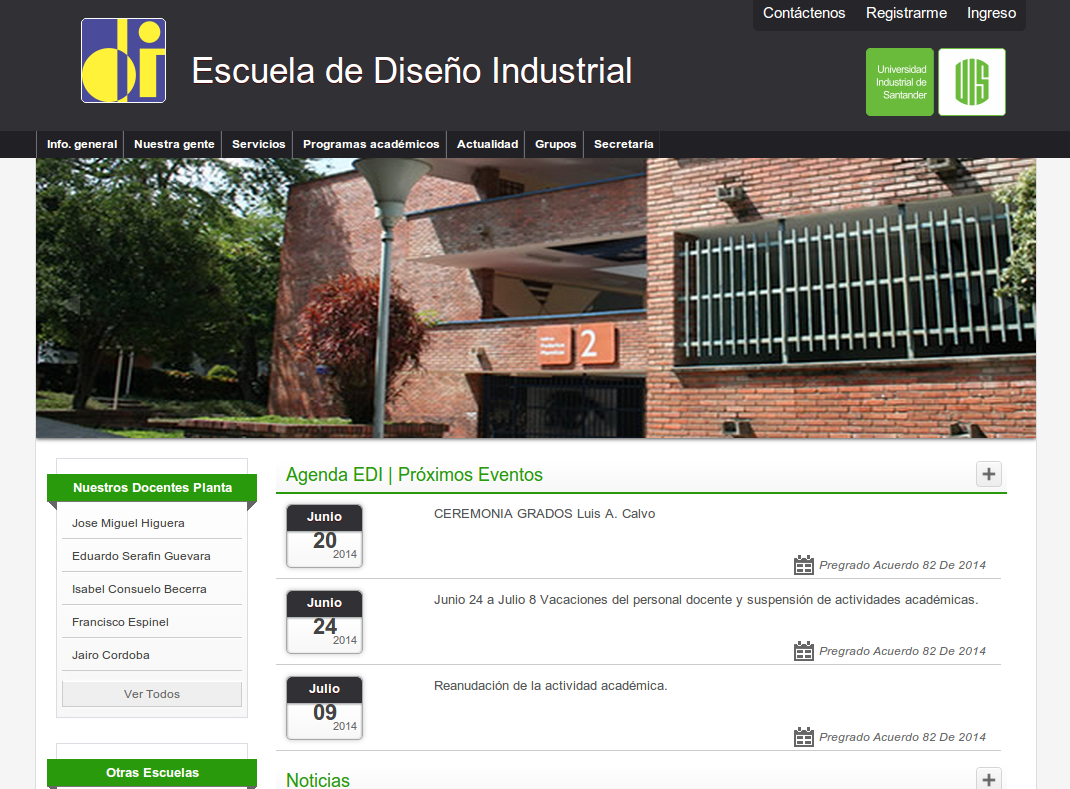 Contáctenos Registrarme Ingreso
di
Escuela de Diseño Industrial
Universidad
Industrial de
Santander
UIS
Info. general Nuestra gente Servicios Programas académicos Actualidad Grupos Secretaría
2
Nuestros Docentes Planta
Jose Miguel Higuera
Eduardo Serafin Guevara
Isabel Consuelo Becerra
Francisco Espinel
Jairo Cordoba
Ver Todos
Otras Escuelas
Agenda EDI | Próximos Eventos
+
Junio
20
2014
CEREMONIA GRADOS Luis A. Calvo
Pregrado Acuerdo 82 De 2014
Junio
24
2014
Junio 24 a Julio 8 Vacaciones del personal docente y suspensión de actividades académicas.
Pregrado Acuerdo 82 De 2014
Julio
09
2014
Reanudación de la actividad académica.
Pregrado Acuerdo 82 De 2014
Noticias
+